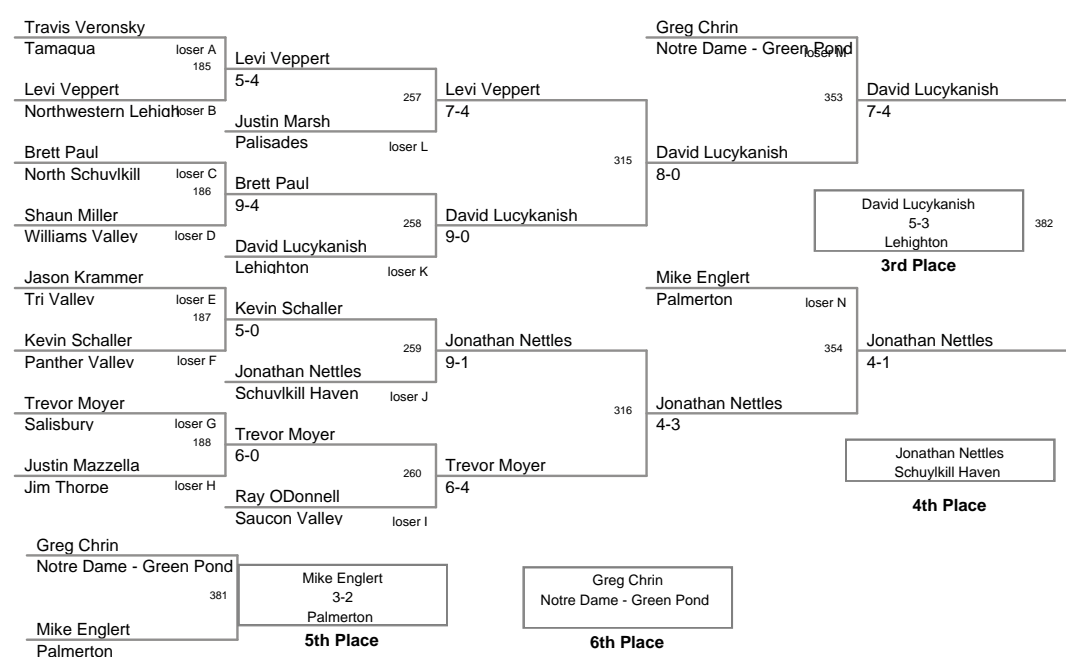 Travis Veronsky
Tamaqua loser A
185
Levi Veppert
Northwestern Lehigh loser B
Brett Paul
North Schuylkill loser C
186
Shaun Miller
Williams Valley loser D
Jason Krammer
Tri Valley loser E
187
Kevin Schaller
Panther Valley loser F
Trevor Moyer
Salisbury loser G
188
Justin Mazzella
Jim Thorpe loser H
Levi Veppert
5-4
257
Justin Marsh
Palisades loser L
Brett Paul
9-4
258
David Lucykanish
Lehighton loser K
Kevin Schaller
5-0
259
Jonathan Nettles
Schuylkill Haven loser J
Trevor Moyer
6-0
260
Ray ODonnell
Saucon Valley loser I
Levi Veppert
7-4
315
David Lucykanish
9-0
Jonathan Nettles
9-1
316
Trevor Moyer
6-4
Greg Chrin
Notre Dame - Green Pond loser M
353
David Lucykanish
8-0
Mike Englert
Palmerton loser N
354
Jonathan Nettles
4-3
David Lucykanish
7-4
David Lucykanish
5-3
Lehighton
382
3rd Place
Jonathan Nettles
4-1
Jonathan Nettles
Schuylkill Haven
4th Place
Greg Chrin
Notre Dame - Green Pond
381
Mike Englert
Palmerton
Mike Englert
3-2
Palmerton
5th Place
Greg Chrin
Notre Dame - Green Pond
6th Place